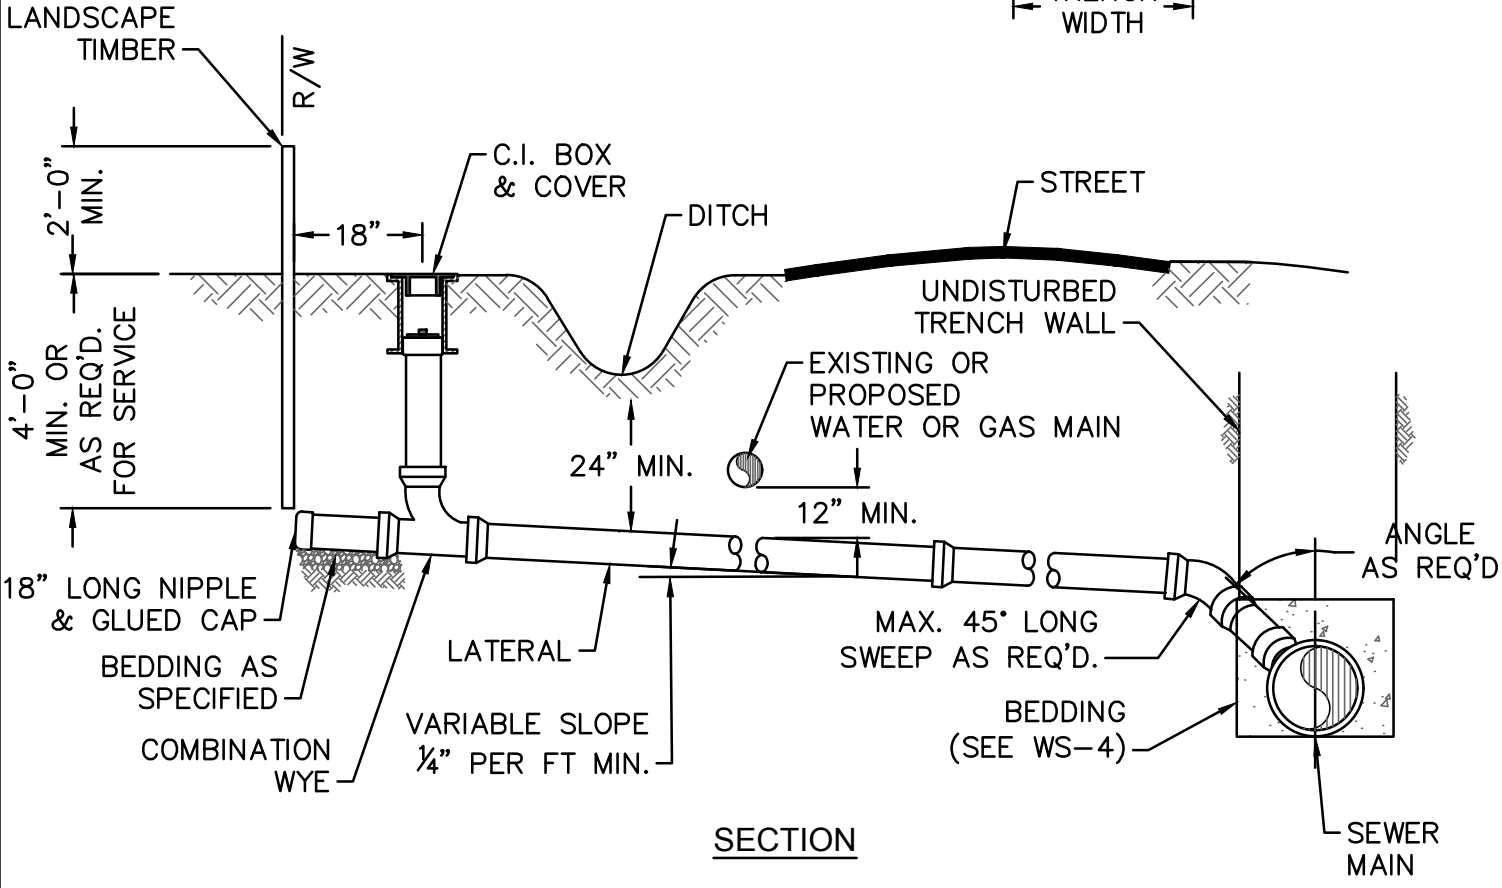 WIDTH
LANDSCAPE
TIMBER
R/W
2'-0"
MIN.
18"
C.I. BOX
& COVER
DITCH
STREET
4'-0"
MIN. OR
AS REQ'D.
FOR SERVICE
UNDISTURBED
TRENCH WALL
EXISTING OR
PROPOSED
WATER OR GAS MAIN
24" MIN.
12" MIN.
ANGLE
AS REQ'D
18" LONG NIPPLE
& GLUED CAP
BEDDING AS
SPECIFIED
COMBINATION
WYE
LATERAL
VARIABLE SLOPE
¼" PER FT MIN.
MAX. 45° LONG
SWEEP AS REQ'D.
BEDDING
(SEE WS-4)
SECTION
SEWER
MAIN